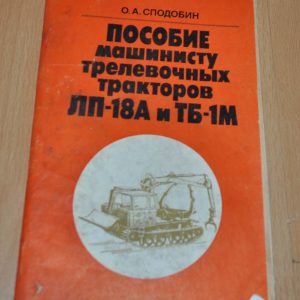 О. А. СПОДОБИН
ПОСОБИЕ
машинисту
трелевочных
тракторов
ЛП-18А и ТБ-1М